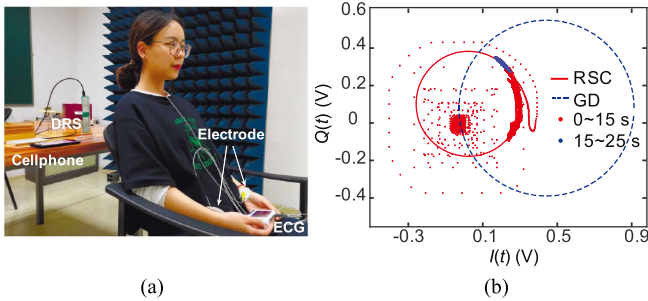 DRS
Cellphone
Electrode
ECG
(a)
Q(t) (V)
0.6
0.4
0.2
0
-0.2
-0.4
-0.3
0.1
0.5
0.9
I(t) (V)
RSC
GD
0~15 s
15~25 s
(b)